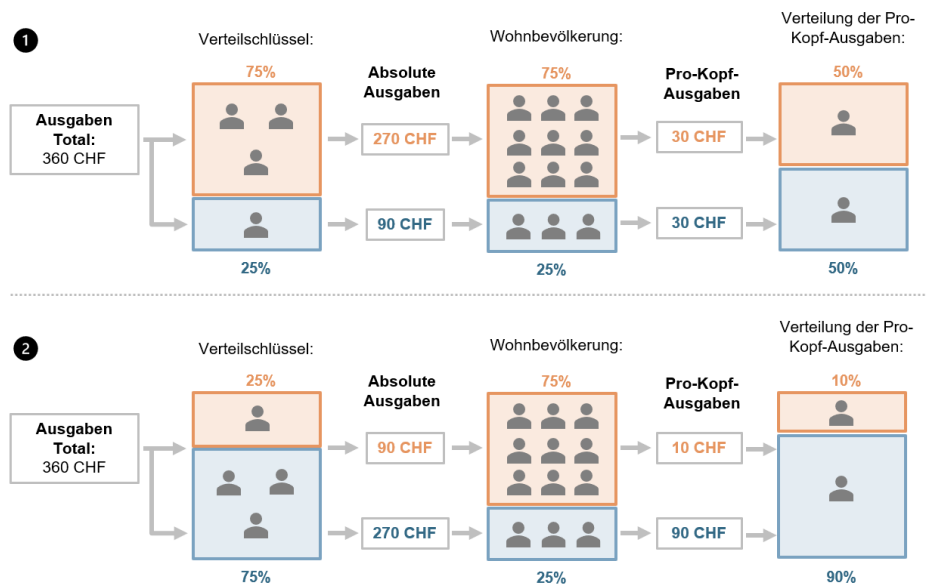 Verteilung der Pro-
Kopf-Ausgaben:
1
Verteilschlüssel:
Wohnbevölkerung:
75%
Absolute
Ausgaben
75%
Pro-Kopf-
Ausgaben
50%
Ausgaben
Total:
360 CHF
270 CHF
30 CHF
90 CHF
30 CHF
25%
25%
50%
Verteilung der Pro-
Kopf-Ausgaben:
2
Verteilschlüssel:
Wohnbevölkerung:
25%
Absolute
Ausgaben
75%
Pro-Kopf-
Ausgaben
10%
Ausgaben
Total:
360 CHF
90 CHF
10 CHF
270 CHF
90 CHF
75%
25%
90%